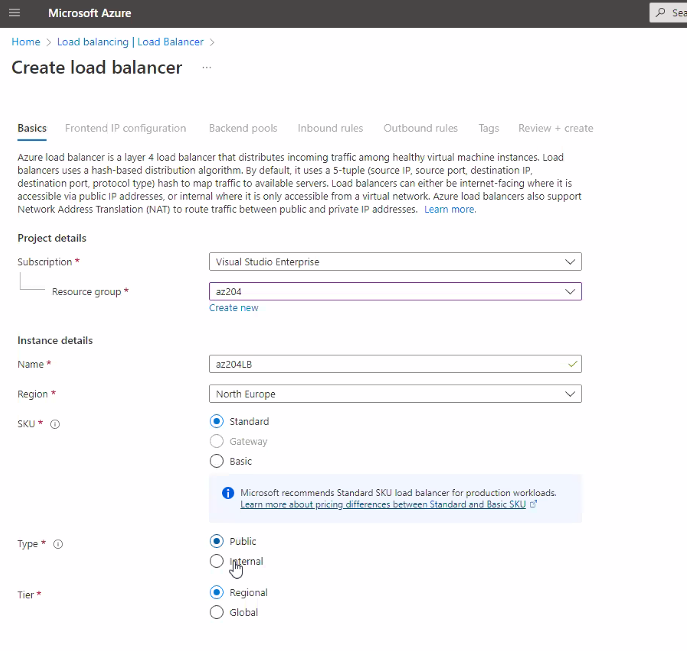 Microsoft Azure
Sea
Home > Load balancing | Load Balancer >
Create load balancer ...
Basics Frontend IP configuration Backend pools Inbound rules Outbound rules Tags Review + create
Azure load balancer is a layer 4 load balancer that distributes incoming traffic among healthy virtual machine instances. Load
balancers uses a hash-based distribution algorithm. By default, it uses a 5-tuple (source IP, source port, destination IP,
destination port, protocol type) hash to map traffic to available servers. Load balancers can either be internet-facing where it is
accessible via public IP addresses, or internal where it is only accessible from a virtual network. Azure load balancers also support
Network Address Translation (NAT) to route traffic between public and private IP addresses. Learn more.
Project details
Subscription * Visual Studio Enterprise
Resource group * az204
Create new
Instance details
Name * az204LB
Region * North Europe
SKU * Standard
Gateway
Basic
Microsoft recommends Standard SKU load balancer for production workloads.
Learn more about pricing differences between Standard and Basic SKU
Type * Public
Internal
Tier * Regional
Global